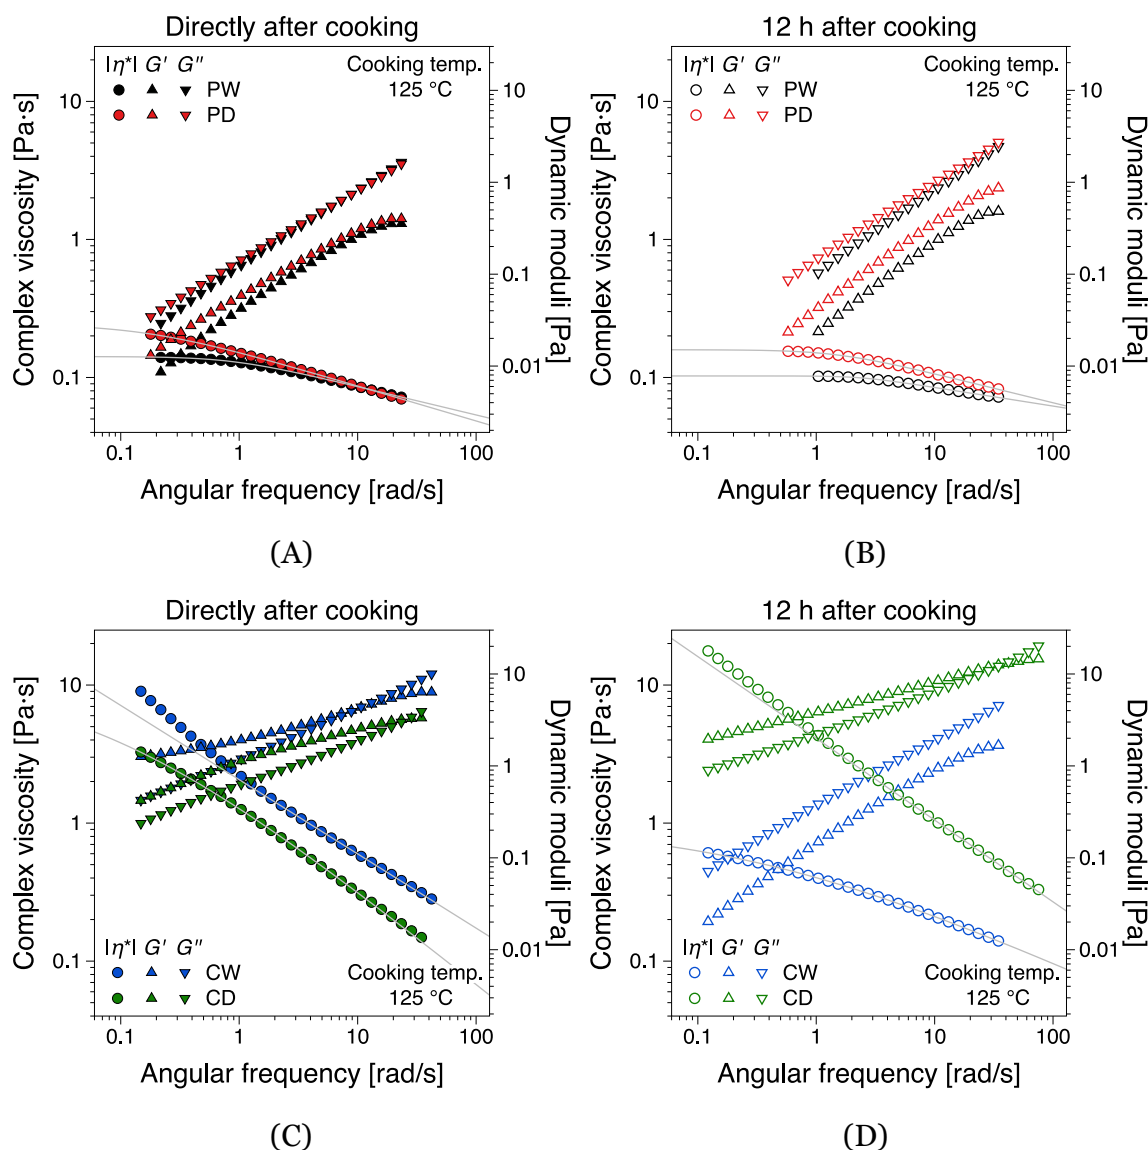 Directly after cooking
|η*| G′ G″
PW
PD
Cooking temp.
125 °C
Complex viscosity [Pa·s]
10
1
0.1
Dynamic moduli [Pa]
10
1
0.1
0.01
0.1 1 10 100
Angular frequency [rad/s]
(A)
12 h after cooking
|η*| G′ G″
PW
PD
Cooking temp.
125 °C
Complex viscosity [Pa·s]
10
1
0.1
Dynamic moduli [Pa]
10
1
0.1
0.01
0.1 1 10 100
Angular frequency [rad/s]
(B)
Directly after cooking
Complex viscosity [Pa·s]
10
1
0.1
Dynamic moduli [Pa]
10
1
0.1
0.01
|η*| G′ G″
CW
CD
Cooking temp.
125 °C
0.1 1 10 100
Angular frequency [rad/s]
(C)
12 h after cooking
Complex viscosity [Pa·s]
10
1
0.1
Dynamic moduli [Pa]
10
1
0.1
0.01
|η*| G′ G″
CW
CD
Cooking temp.
125 °C
0.1 1 10 100
Angular frequency [rad/s]
(D)